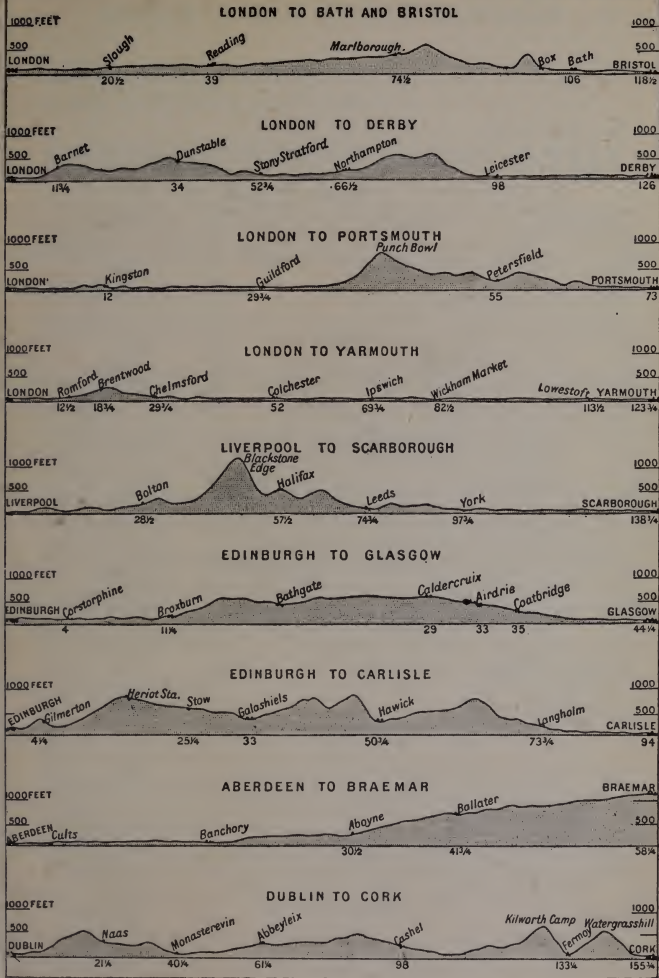 LONDON TO BATH AND BRISTOL
1000 FEET 1000
500 Slough Reading Marlborough. 500
LONDON Box Bath BRISTOL
20½ 39 74½ 106 118½
LONDON TO DERBY
1000 FEET 1000
500 Barnet Dunstable Stony Stratford Northampton Leicester 500
LONDON DERBY
11¾ 34 52¾ 66½ 98 126
LONDON TO PORTSMOUTH
1000 FEET Punch Bowl 1000
500 Kingston Guildford Petersfield 500
LONDON PORTSMOUTH
12 29¾ 55 73
LONDON TO YARMOUTH
1000 FEET 1000
500 Romford Brentwood Chelmsford Colchester Ipswich Wickham Market 500
LONDON Lowestoft YARMOUTH
12½ 18¾ 29¾ 52 69¾ 82½ 113½ 123¾
LIVERPOOL TO SCARBOROUGH
1000 FEET Blackstone 1000
Edge
500 Bolton Halifax Leeds York 500
LIVERPOOL SCARBOROUGH
28½ 57½ 74¾ 97¾ 138¾
EDINBURGH TO GLASGOW
1000 FEET 1000
500 Corstorphine Broxburn Bathgate Caldercruix Airdrie Coatbridge 500
EDINBURGH GLASGOW
4 11¼ 29 33 35 44¼
EDINBURGH TO CARLISLE
1000 FEET 1000
EDINBURGH Gilmerton Heriot Sta. Stow Galashiels Hawick Langholm 500
CARLISLE
4¼ 25¼ 33 50¾ 73¾ 94
ABERDEEN TO BRAEMAR
1000 FEET BRAEMAR
500 Cults Banchory Aboyne Ballater 500
ABERDEEN
30½ 41¾ 58¼
DUBLIN TO CORK
1000 FEET 1000
500 Naas Monasterevin Abbeyleix Cashel Kilworth Camp Fermoy Watergrasshill 500
DUBLIN CORK
21¼ 40¼ 61¼ 98 133¼ 155¾